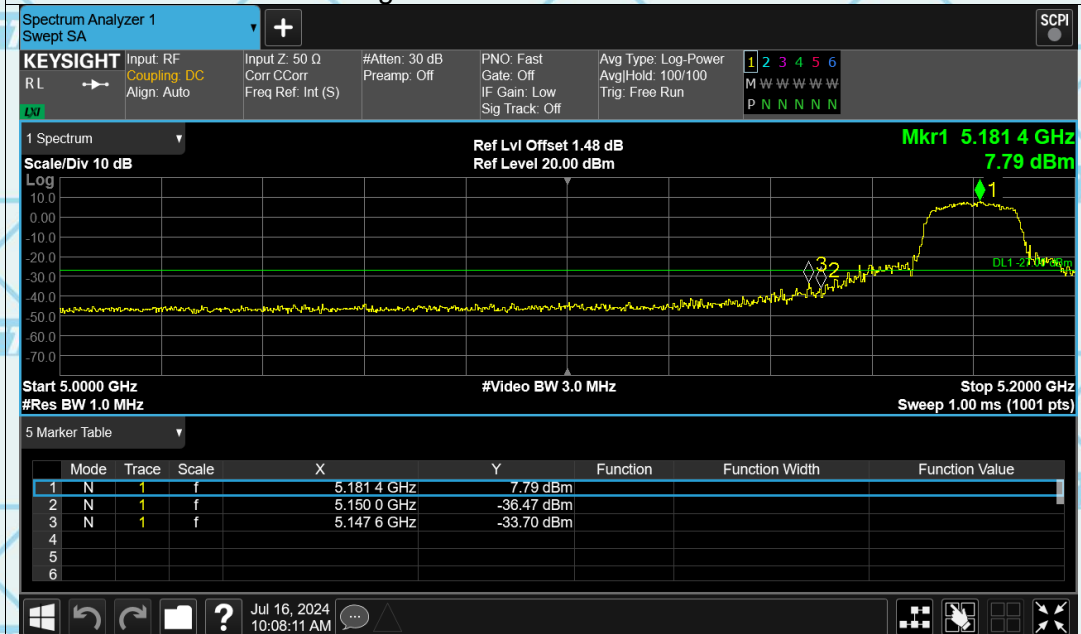 Spectrum Analyzer 1
Swept SA
+
SCPI
KEYSIGHT Input: RF Input Z: 50 Ω #Atten: 30 dB PNO: Fast Avg Type: Log-Power 1 2 3 4 5 6
RL Coupling: DC Corr CCorr Preamp: Off Gate: Off Avg|Hold: 100/100 M W W W W W
Align: Auto Freq Ref: Int (S) IF Gain: Low Trig: Free Run P N N N N N
LXI Sig Track: Off
1 Spectrum Ref Lvl Offset 1.48 dB Mkr1 5.181 4 GHz
Scale/Div 10 dB Ref Level 20.00 dBm 7.79 dBm
Log
1
10.0
0.00
-10.0
-20.0
3 2
DL1
-30.0
-40.0
-50.0
-60.0
-70.0
Start 5.0000 GHz #Video BW 3.0 MHz Stop 5.2000 GHz
#Res BW 1.0 MHz Sweep 1.00 ms (1001 pts)
5 Marker Table
Mode Trace Scale X Y Function Function Width Function Value
1 N 1 f 5.181 4 GHz 7.79 dBm
2 N 1 f 5.150 0 GHz -36.47 dBm
3 N 1 f 5.147 6 GHz -33.70 dBm
4
5
6
? Jul 16, 2024
10:08:11 AM